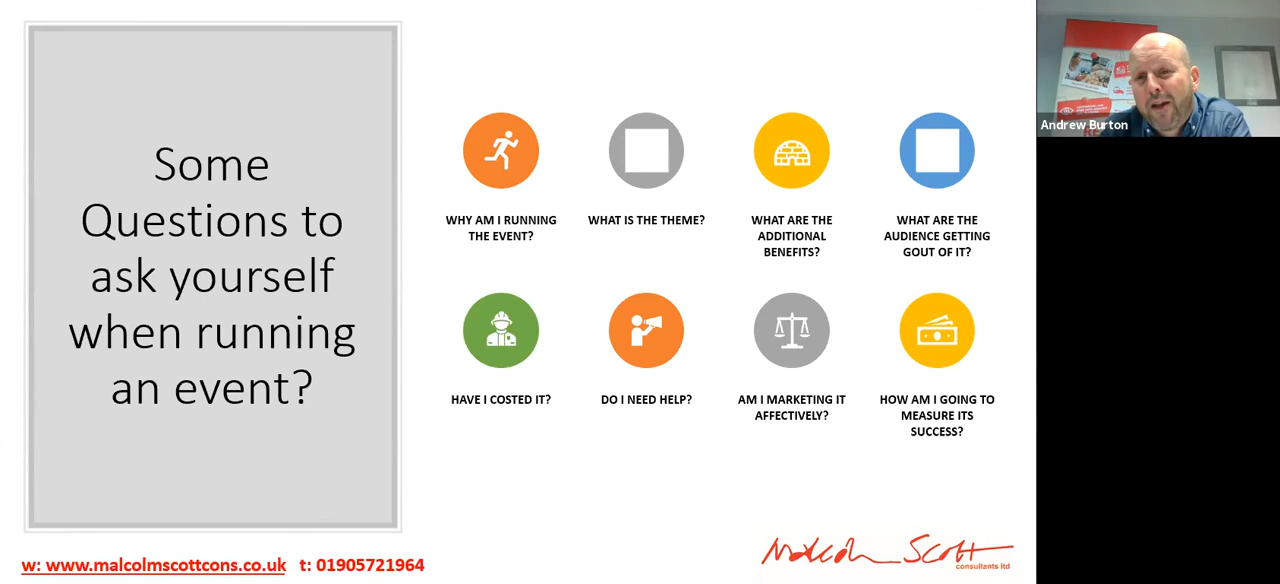 Some
Questions to
ask yourself
when running
an event?
WHY AM I RUNNING
THE EVENT?
WHAT IS THE THEME?
WHAT ARE THE
ADDITIONAL
BENEFITS?
WHAT ARE THE
AUDIENCE GETTING
GOUT OF IT?
HAVE I COSTED IT?
DO I NEED HELP?
AM I MARKETING IT
AFFECTIVELY?
HOW AM I GOING TO
MEASURE ITS
SUCCESS?
w: www.malcolmscottcons.co.uk t: 01905721964
Malcolm Scott
consultants ltd
Andrew Burton